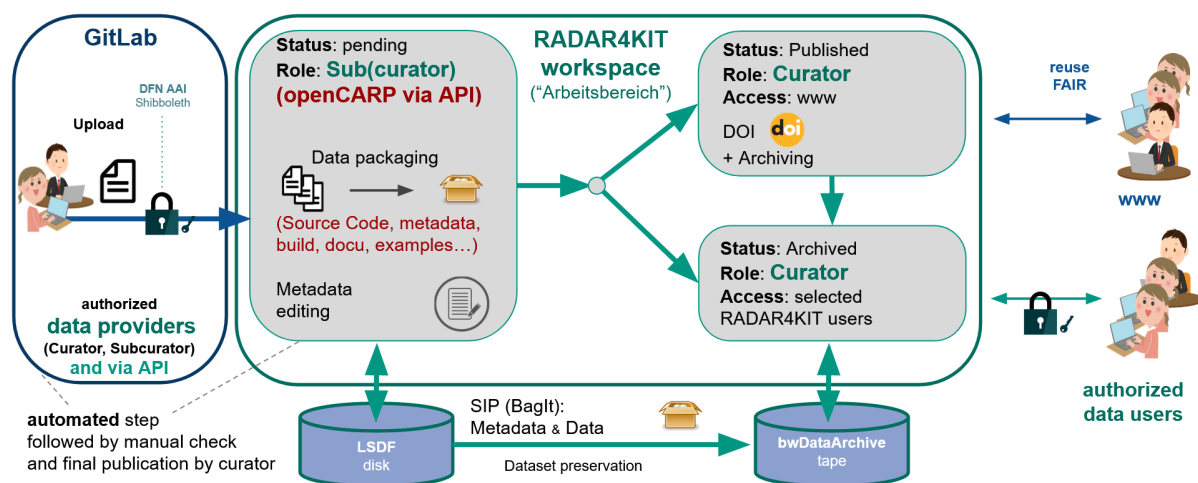 GitLab
DFN AAI
Shibboleth
Upload
authorized
data providers
(Curator, Subcurator)
and via API
automated step
followed by manual check
and final publication by curator
Status: pending
Role: Sub(curator)
(openCARP via API)
Data packaging
(Source Code, metadata,
build, docu, examples…)
Metadata
editing
RADAR4KIT
workspace
(“Arbeitsbereich”)
Status: Published
Role: Curator
Access: www
DOI
doi
+ Archiving
Status: Archived
Role: Curator
Access: selected
RADAR4KIT users
reuse
FAIR
www
authorized
data users
LSDF
disk
SIP (BagIt):
Metadata & Data
Dataset preservation
bwDataArchive
tape